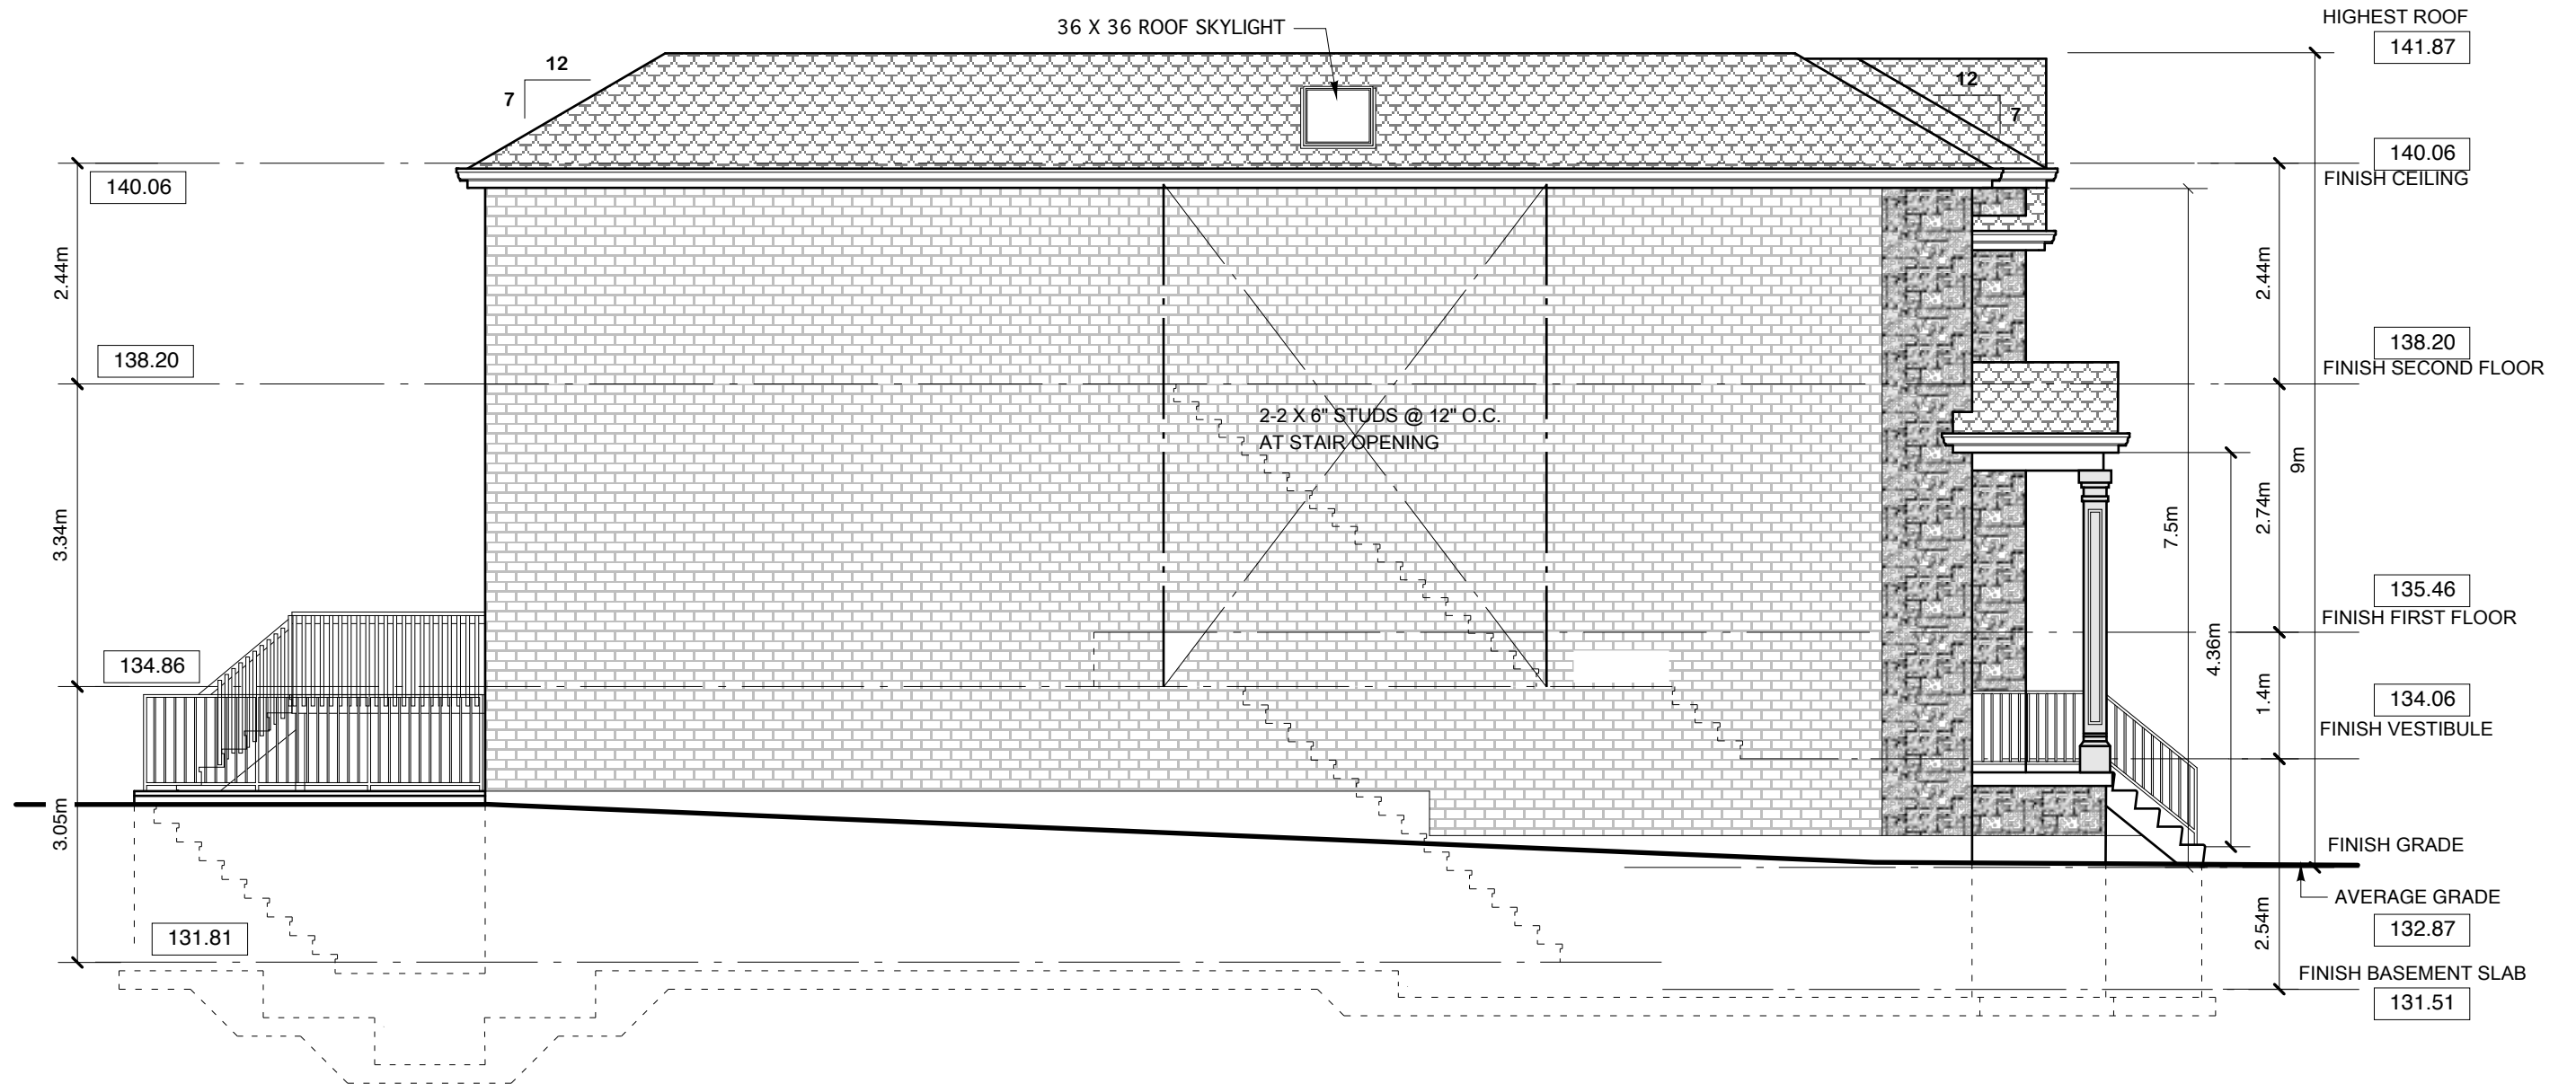 36 X 36 ROOF SKYLIGHT
HIGHEST ROOF
141.87
12
7
12
7
140.06
140.06
FINISH CEILING
2.44m
2.44m
138.20
138.20
FINISH SECOND FLOOR
2-2 X 6" STUDS @ 12" O.C.
AT STAIR OPENING
9m
3.34m
7.5m
2.74m
135.46
FINISH FIRST FLOOR
134.86
4.36m
1.4m
134.06
FINISH VESTIBULE
3.05m
FINISH GRADE
AVERAGE GRADE
132.87
131.81
2.54m
FINISH BASEMENT SLAB
131.51